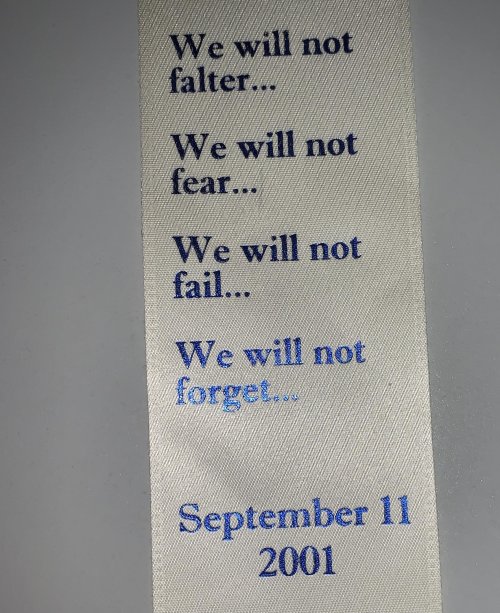 We will not
falter...
We will not
fear...
We will not
fail...
We will not
forget...
September 11
2001